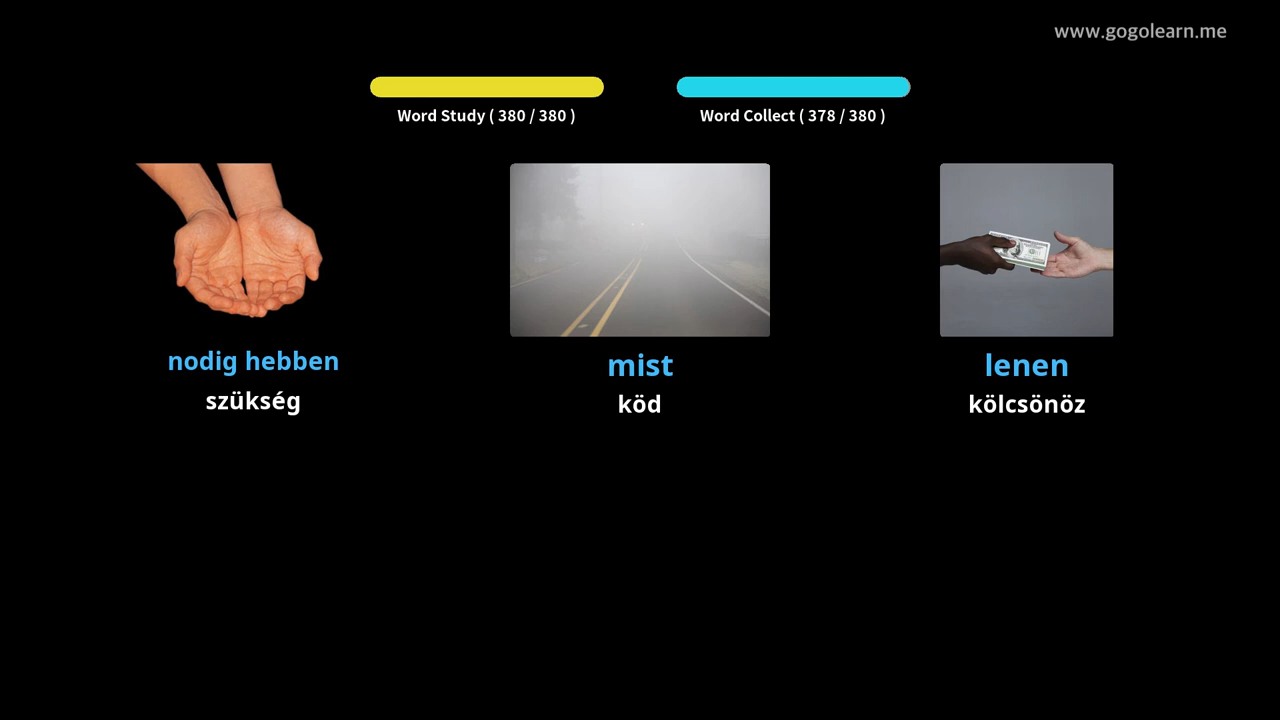 www.gogolearn.me
Word Study ( 380 / 380 )
Word Collect ( 378 / 380 )
nodig hebben
szükség
mist
köd
lenen
kölcsönöz